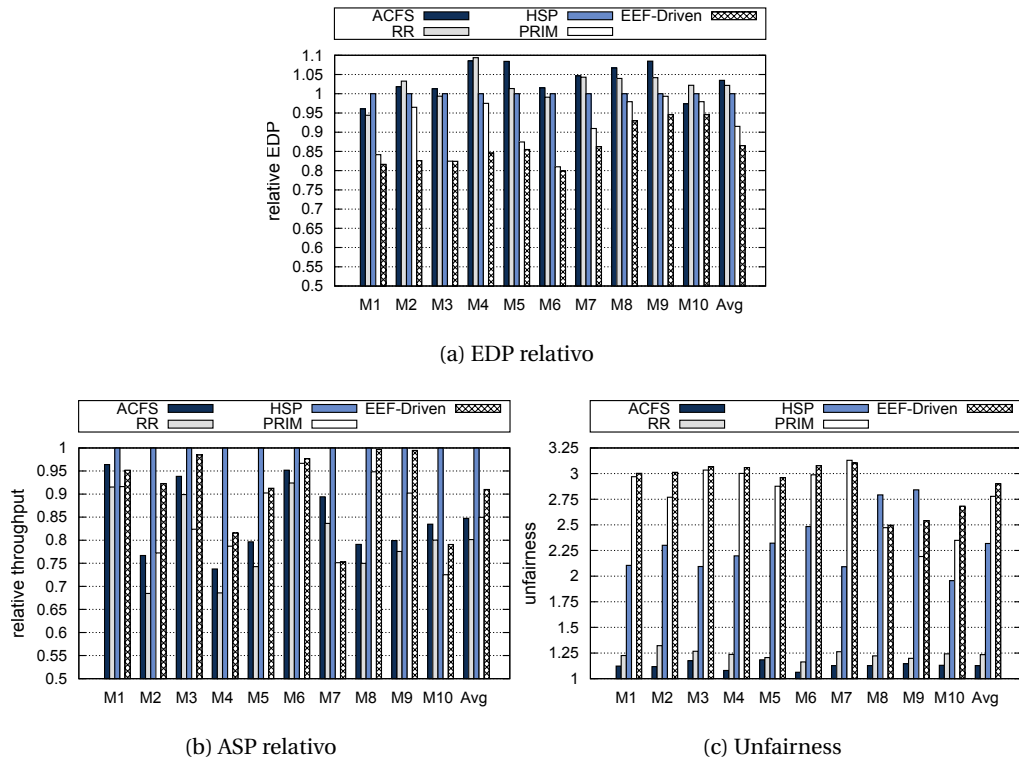 ACFS HSP EEF-Driven
RR PRIM
1.1
1.05
1
0.95
0.9
0.85
0.8
0.75
0.7
0.65
0.6
0.55
0.5
relative EDP
M1 M2 M3 M4 M5 M6 M7 M8 M9 M10 Avg
(a) EDP relativo
ACFS HSP EEF-Driven
RR PRIM
1
0.95
0.9
0.85
0.8
0.75
0.7
0.65
0.6
0.55
0.5
relative throughput
M1 M2 M3 M4 M5 M6 M7 M8 M9 M10 Avg
(b) ASP relativo
ACFS HSP EEF-Driven
RR PRIM
3.25
3
2.75
2.5
2.25
2
1.75
1.5
1.25
1
unfairness
M1 M2 M3 M4 M5 M6 M7 M8 M9 M10 Avg
(c) Unfairness